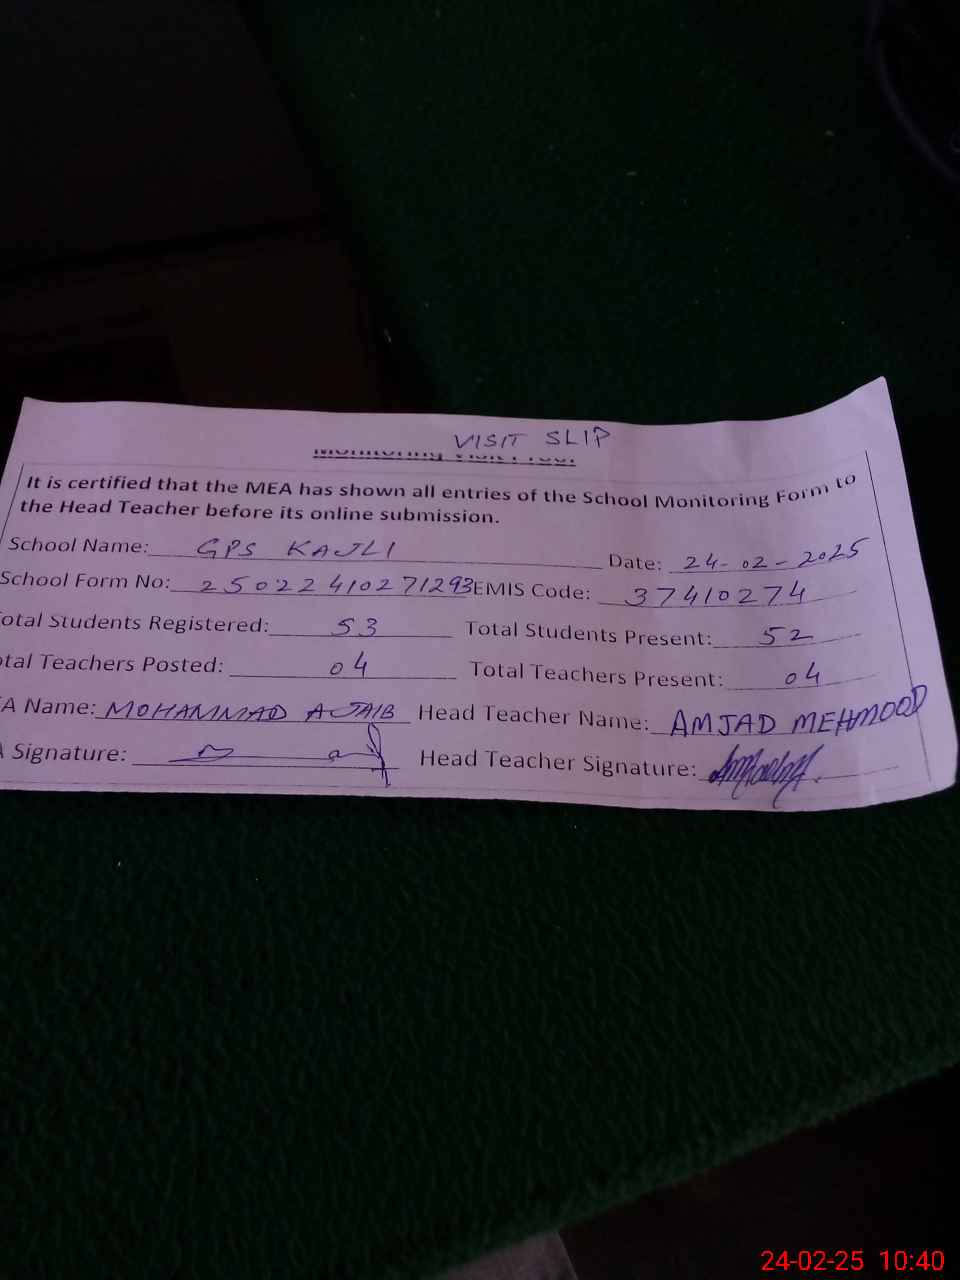 VISIT SLIP
It is certified that the MEA has shown all entries of the School Monitoring Form to
the Head Teacher before its online submission.
School Name: GPS KAJLI Date: 24-02-2025
School Form No: 25022410271293 EMIS Code: 37410274
otal Students Registered: 53 Total Students Present: 52
tal Teachers Posted: 04 Total Teachers Present: 04
A Name: MOHAMMAD AJAIB Head Teacher Name: AMJAD MEHMOOD
Signature: Head Teacher Signature:
24-02-25 10:40